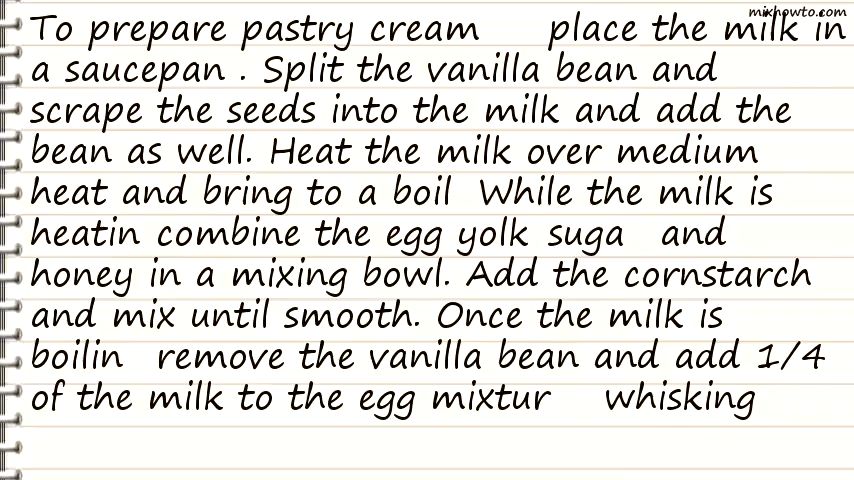 mixhowto.com
To prepare pastry cream place the milk in
a saucepan . Split the vanilla bean and
scrape the seeds into the milk and add the
bean as well. Heat the milk over medium
heat and bring to a boil While the milk is
heatin combine the egg yolk suga and
honey in a mixing bowl. Add the cornstarch
and mix until smooth. Once the milk is
boilin remove the vanilla bean and add 1/4
of the milk to the egg mixtur whisking